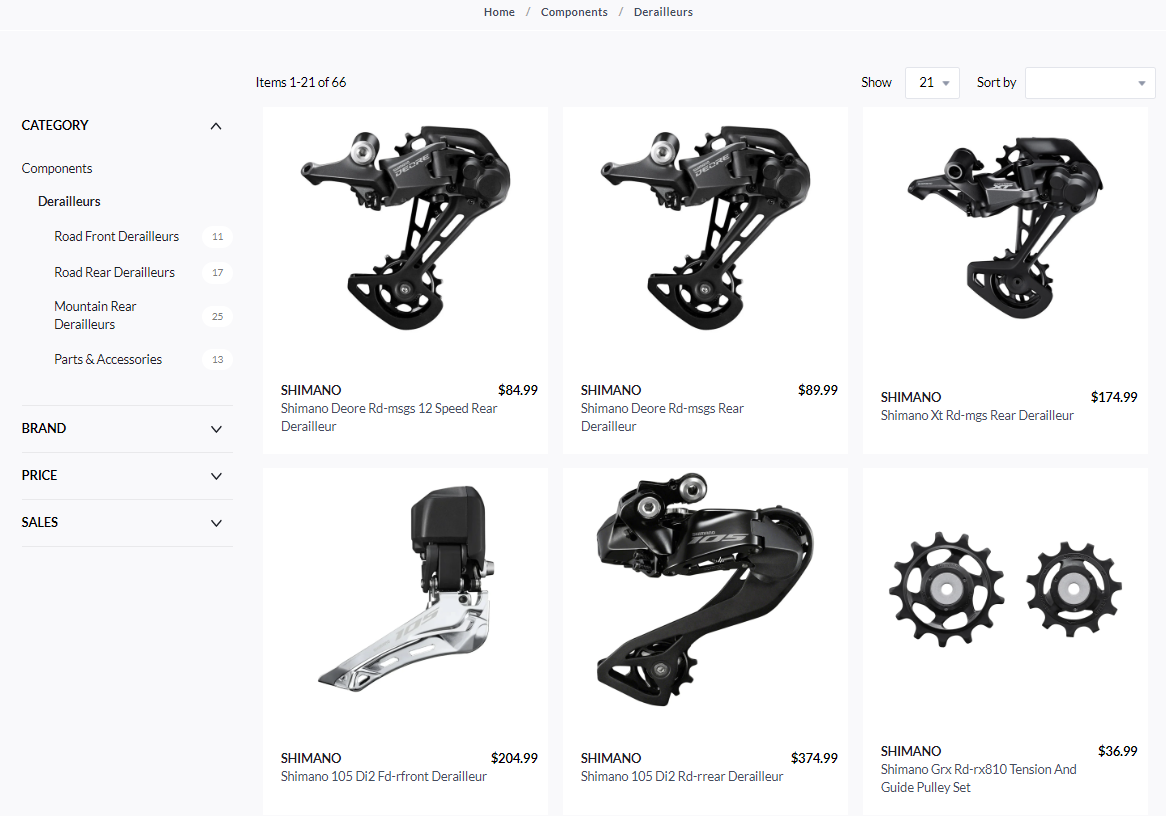 Home / Components / Derailleurs
Items 1-21 of 66
Show 21 Sort by
CATEGORY
Components
Derailleurs
Road Front Derailleurs 11
Road Rear Derailleurs 17
Mountain Rear
Derailleurs 25
Parts & Accessories 13
BRAND
PRICE
SALES
DEORE
SHIMANO $84.99
Shimano Deore Rd-msgs 12 Speed Rear
Derailleur
DEORE
SHIMANO $89.99
Shimano Deore Rd-msgs Rear
Derailleur
XT
SHIMANO $174.99
Shimano Xt Rd-mgs Rear Derailleur
105
SHIMANO $204.99
Shimano 105 Di2 Fd-rfront Derailleur
SHIMANO
105
SHIMANO $374.99
Shimano 105 Di2 Rd-rrear Derailleur
SHIMANO $36.99
Shimano Grx Rd-rx810 Tension And
Guide Pulley Set